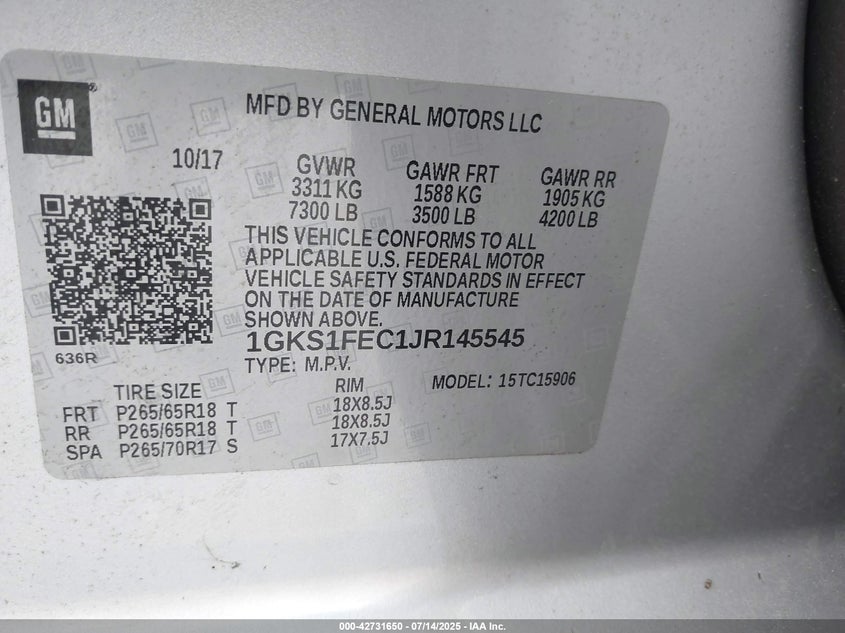 GM
MFD BY GENERAL MOTORS LLC
10/17
GVWR
3311 KG
7300 LB
GAWR FRT
1588 KG
3500 LB
GAWR RR
1905 KG
4200 LB
THIS VEHICLE CONFORMS TO ALL
APPLICABLE U.S. FEDERAL MOTOR
VEHICLE SAFETY STANDARDS IN EFFECT
ON THE DATE OF MANUFACTURE
SHOWN ABOVE.
1GKS1FEC1JR145545
TYPE: M.P.V.
636R
MODEL: 15TC15906
TIRE SIZE RIM
FRT P265/65R18 T 18X8.5J
RR P265/65R18 T 18X8.5J
SPA P265/70R17 S 17X7.5J
000-42731650 - 07/14/2025 - IAA Inc.